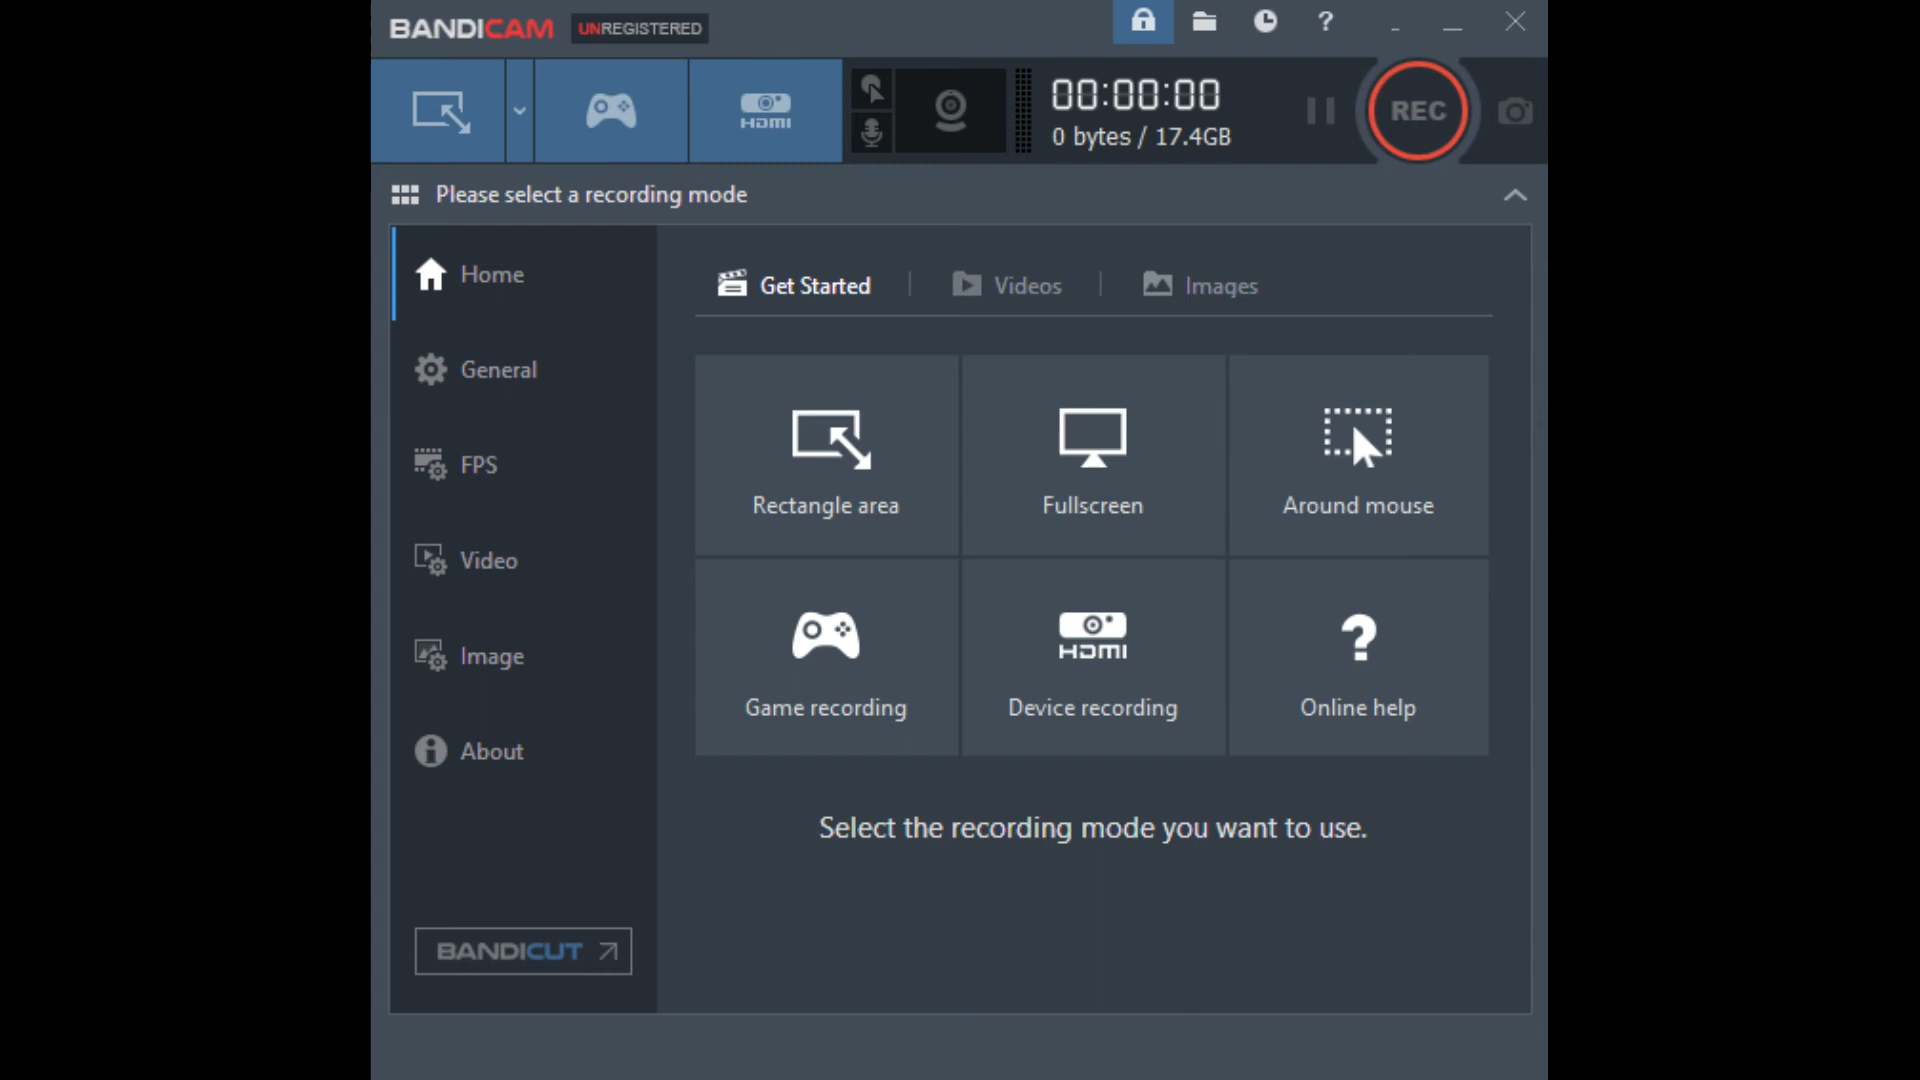 BANDICAM UNREGISTERED
?
HDMI
00:00:00
0 bytes / 17.4GB
REC
Please select a recording mode
Home
General
FPS
Video
Image
About
BANDICUT
Get Started
Videos
Images
Rectangle area
Fullscreen
Around mouse
HDMI
?
Game recording
Device recording
Online help
Select the recording mode you want to use.